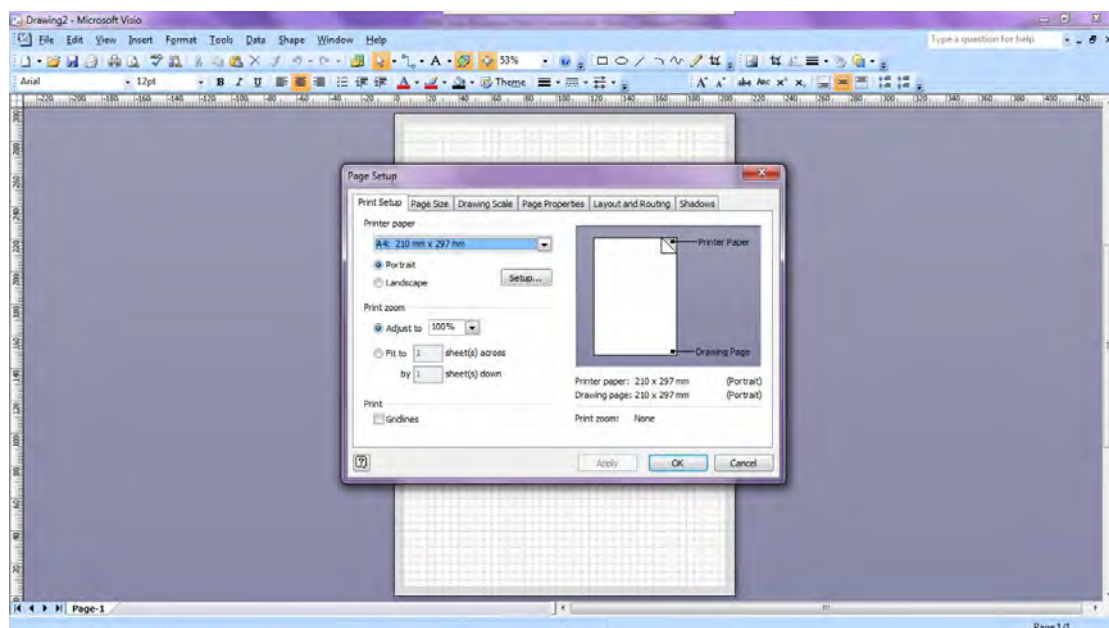 Drawing2 - Microsoft Visio
File Edit View Insert Format Tools Data Shape Window Help Type a question for help
53%
Arial 12pt B I U Theme abc Abc x² x₂
Page Setup
Print Setup Page Size Drawing Scale Page Properties Layout and Routing Shadows
Printer paper
A4: 210 mm x 297 mm
Portrait
Landscape
Setup...
Print zoom
Adjust to 100%
Fit to 1 sheet(s) across
by 1 sheet(s) down
Print
Gridlines
Printer Paper
Drawing Page
Printer paper: 210 x 297 mm (Portrait)
Drawing page: 210 x 297 mm (Portrait)
Print zoom: None
Apply OK Cancel
Page-1
Page 1/1